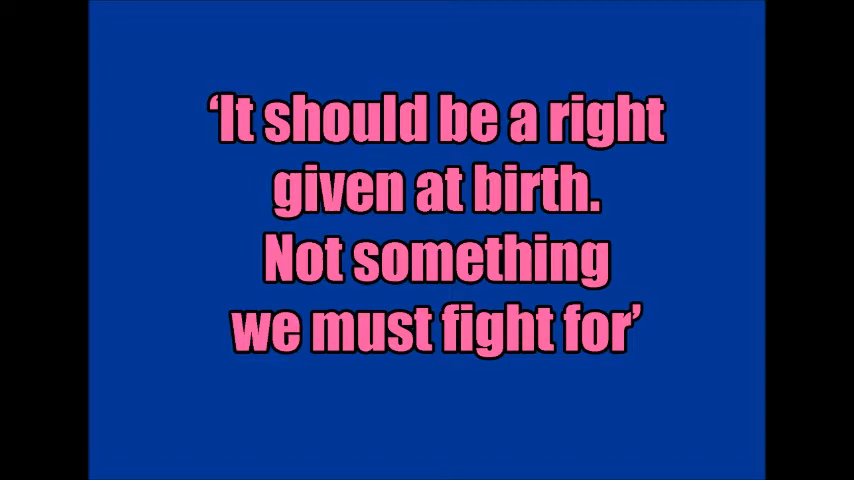 ‘It should be a right
given at birth.
Not something
we must fight for’